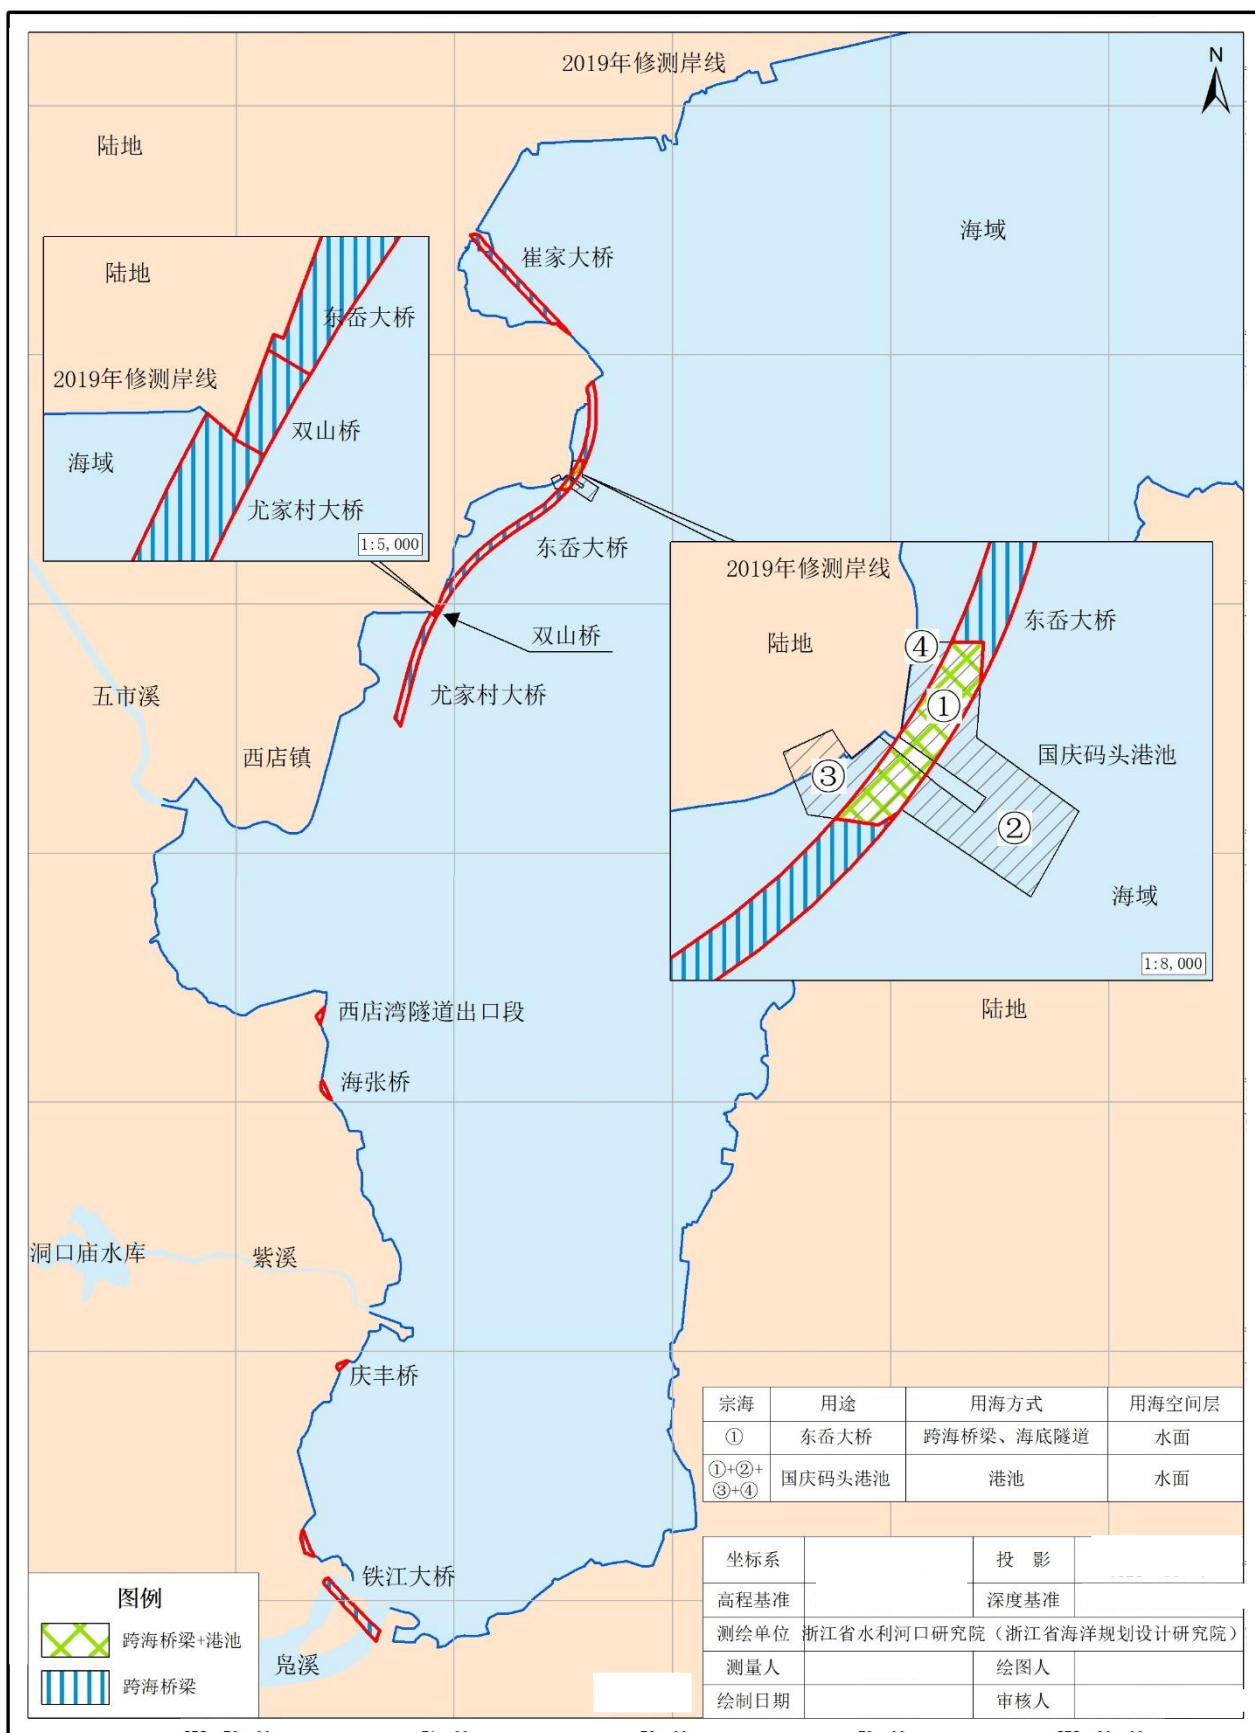 2019年修测岸线
N
陆地
海域
崔家大桥
陆地
东岙大桥
2019年修测岸线
双山桥
海域
尤家村大桥
1:5,000
东岙大桥
双山桥
尤家村大桥
2019年修测岸线
东岙大桥
陆地
④
①
国庆码头港池
③
②
海域
1:8,000
五市溪
西店镇
陆地
西店湾隧道出口段
海张桥
洞口庙水库
紫溪
庆丰桥
铁江大桥
凫溪
宗海 用途 用海方式 用海空间层
① 东岙大桥 跨海桥梁、海底隧道 水面
①+②+
③+④ 国庆码头港池 港池 水面
坐标系 投 影
高程基准 深度基准
测绘单位 浙江省水利河口研究院（浙江省海洋规划设计研究院）
测量人 绘图人
绘制日期 审核人
图例
跨海桥梁+港池
跨海桥梁